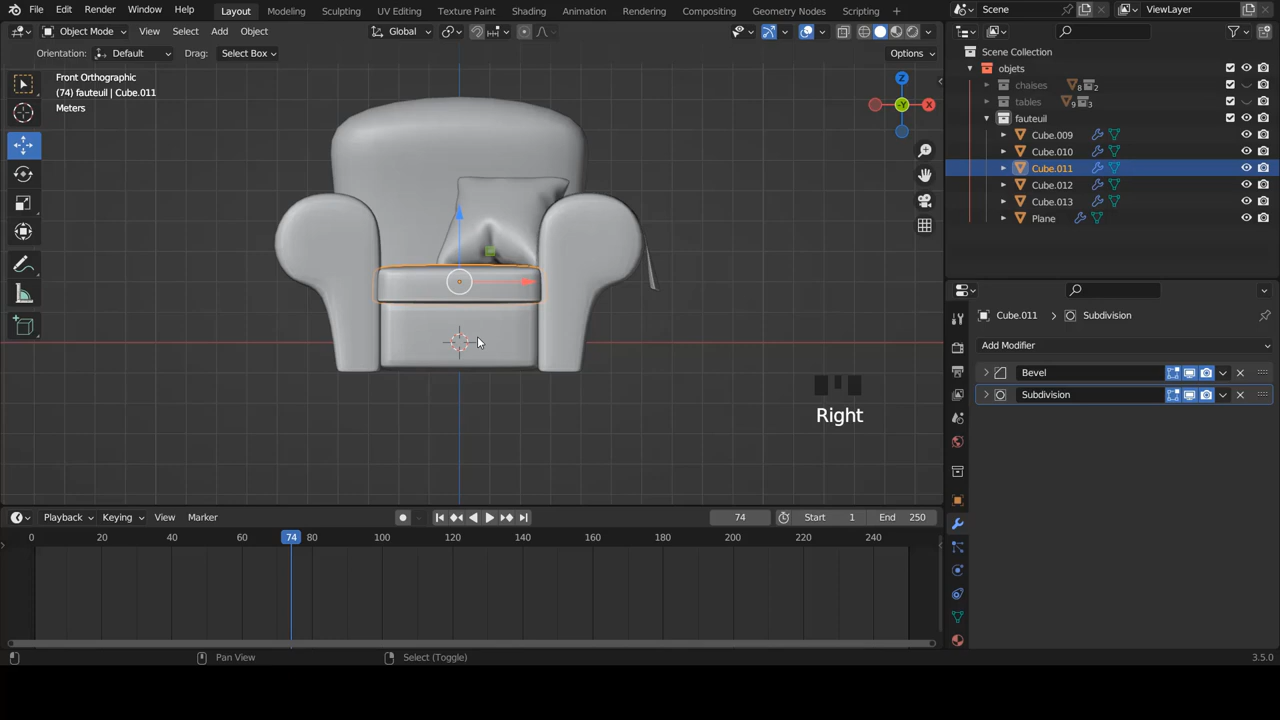 File Edit Render Window Help Layout Modeling Sculpting UV Editing Texture Paint Shading Animation Rendering Compositing Geometry Nodes Scripting + Scene ViewLayer
Object Mode View Select Add Object Global
Orientation: Default Drag: Select Box Options
Front Orthographic
(74) fauteuil | Cube.011
Meters
Z
-Y
X
Right
Scene Collection
objets
chaises 8 2
tables 9 3
fauteuil
Cube.009
Cube.010
Cube.011
Cube.012
Cube.013
Plane
Cube.011 > Subdivision
Add Modifier
Bevel
Subdivision
Playback Keying View Marker 74 Start 1 End 250
0 20 40 60 74 80 100 120 140 160 180 200 220 240
Pan View Select (Toggle) 3.5.0